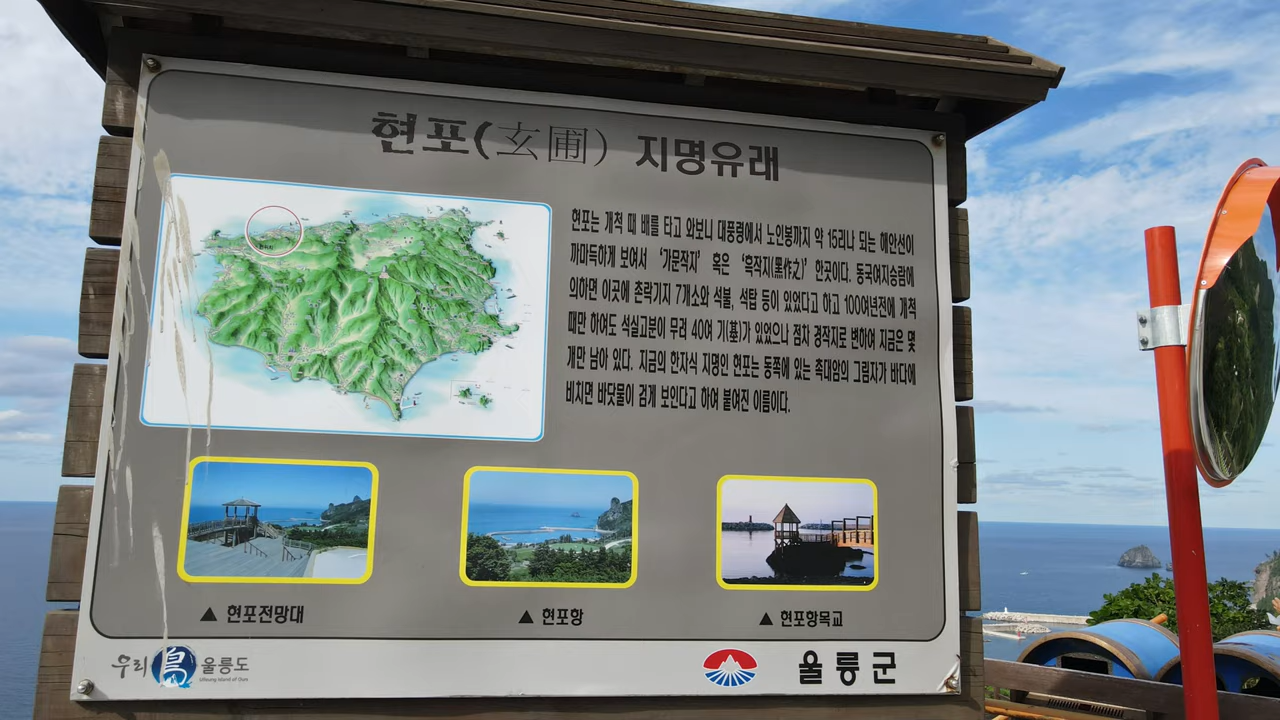 현포(玄圃) 지명유래
현포는 개척 때 배를 타고 와보니 대풍령에서 노인봉까지 약 15리나 되는 해안선이
까마득하게 보여서 '가문작지' 혹은 '흑작지(黑作之)' 한곳이다. 동국여지승람에
의하면 이곳에 촌락기지 7개소와 석불, 석탑 등이 있었다고 하고 100여년전에 개척
때만 하여도 석실고분이 무려 40여 기(墓)가 있었으나 점차 경작지로 변하여 지금은 몇
개만 남아 있다. 지금의 한자식 지명인 현포는 동쪽에 있는 촉대암의 그림자가 바다에
비치면 바닷물이 검게 보인다고 하여 붙여진 이름이다.
▲ 현포전망대
▲ 현포항
▲ 현포항목교
우리 島 울릉도
Ulleung Island of Ours
울릉군